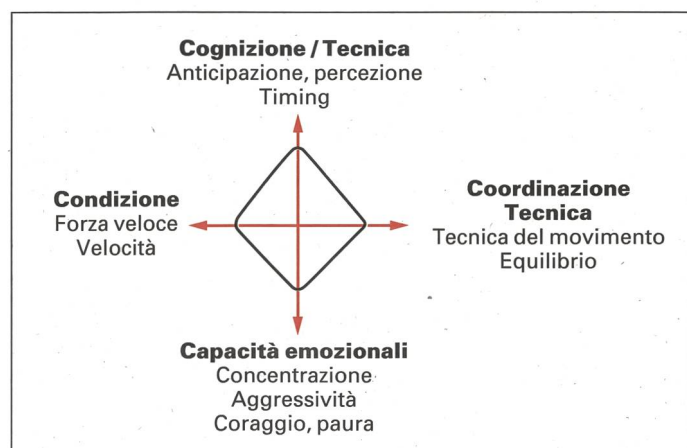 Cognizione / Tecnica
Anticipazione, percezione
Timing
Condizione
Forza veloce
Velocità
Coordinazione
Tecnica
Tecnica del movimento
Equilibrio
Capacità emozionali
Concentrazione
Aggressività
Coraggio, paura